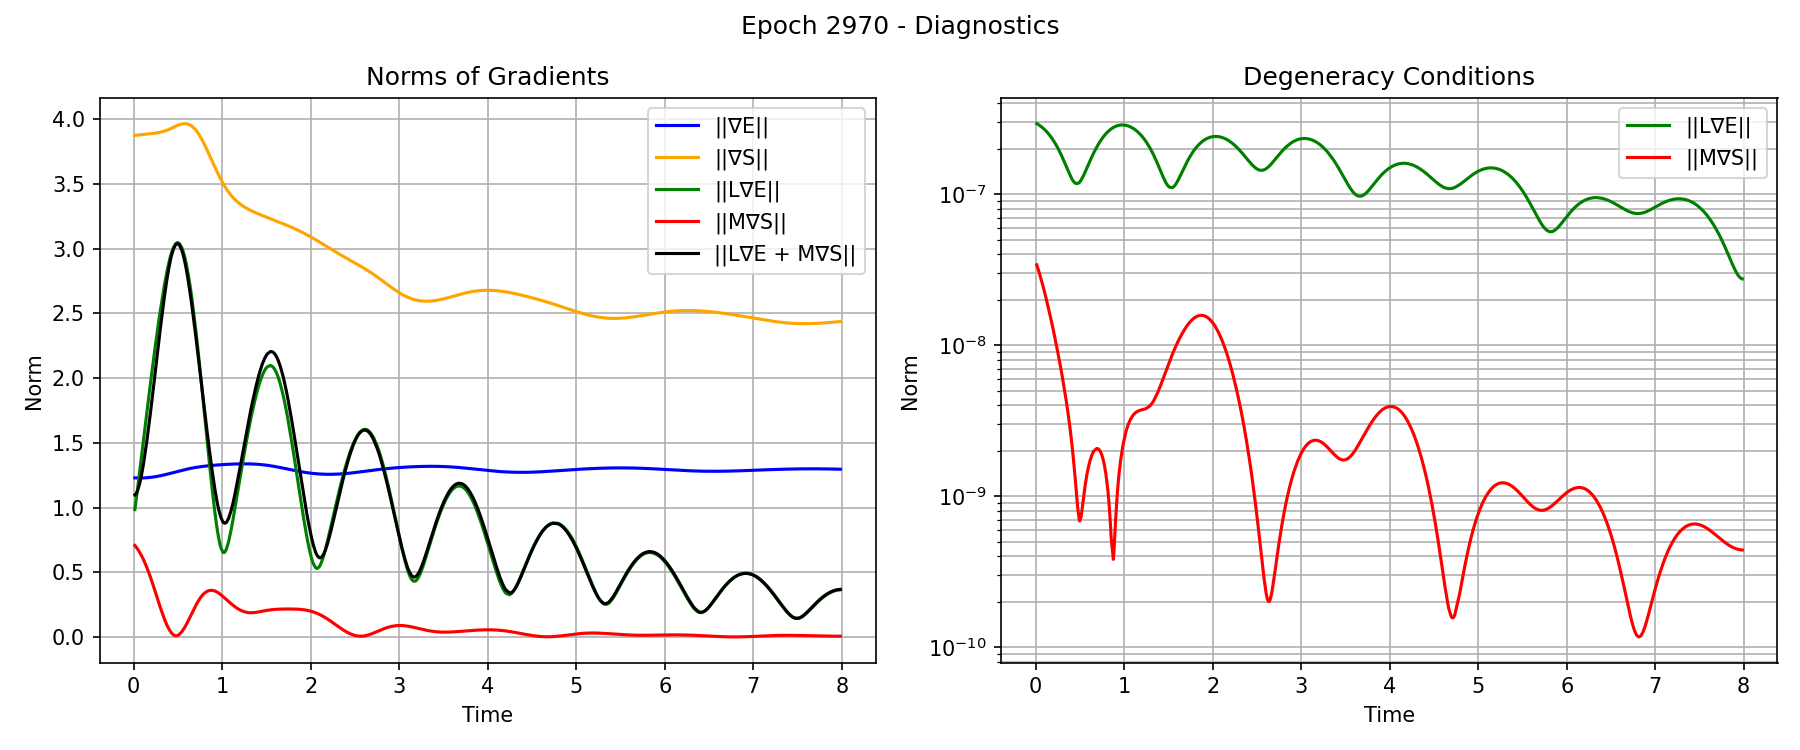 Epoch 2970 - Diagnostics
Norms of Gradients
Norm
4.0
3.5
3.0
2.5
2.0
1.5
1.0
0.5
0.0
||∇E||
||∇S||
||L∇E||
||M∇S||
||L∇E + M∇S||
0 1 2 3 4 5 6 7 8
Time
Degeneracy Conditions
Norm
10⁻⁷
10⁻⁸
10⁻⁹
10⁻¹⁰
||L∇E||
||M∇S||
0 1 2 3 4 5 6 7 8
Time